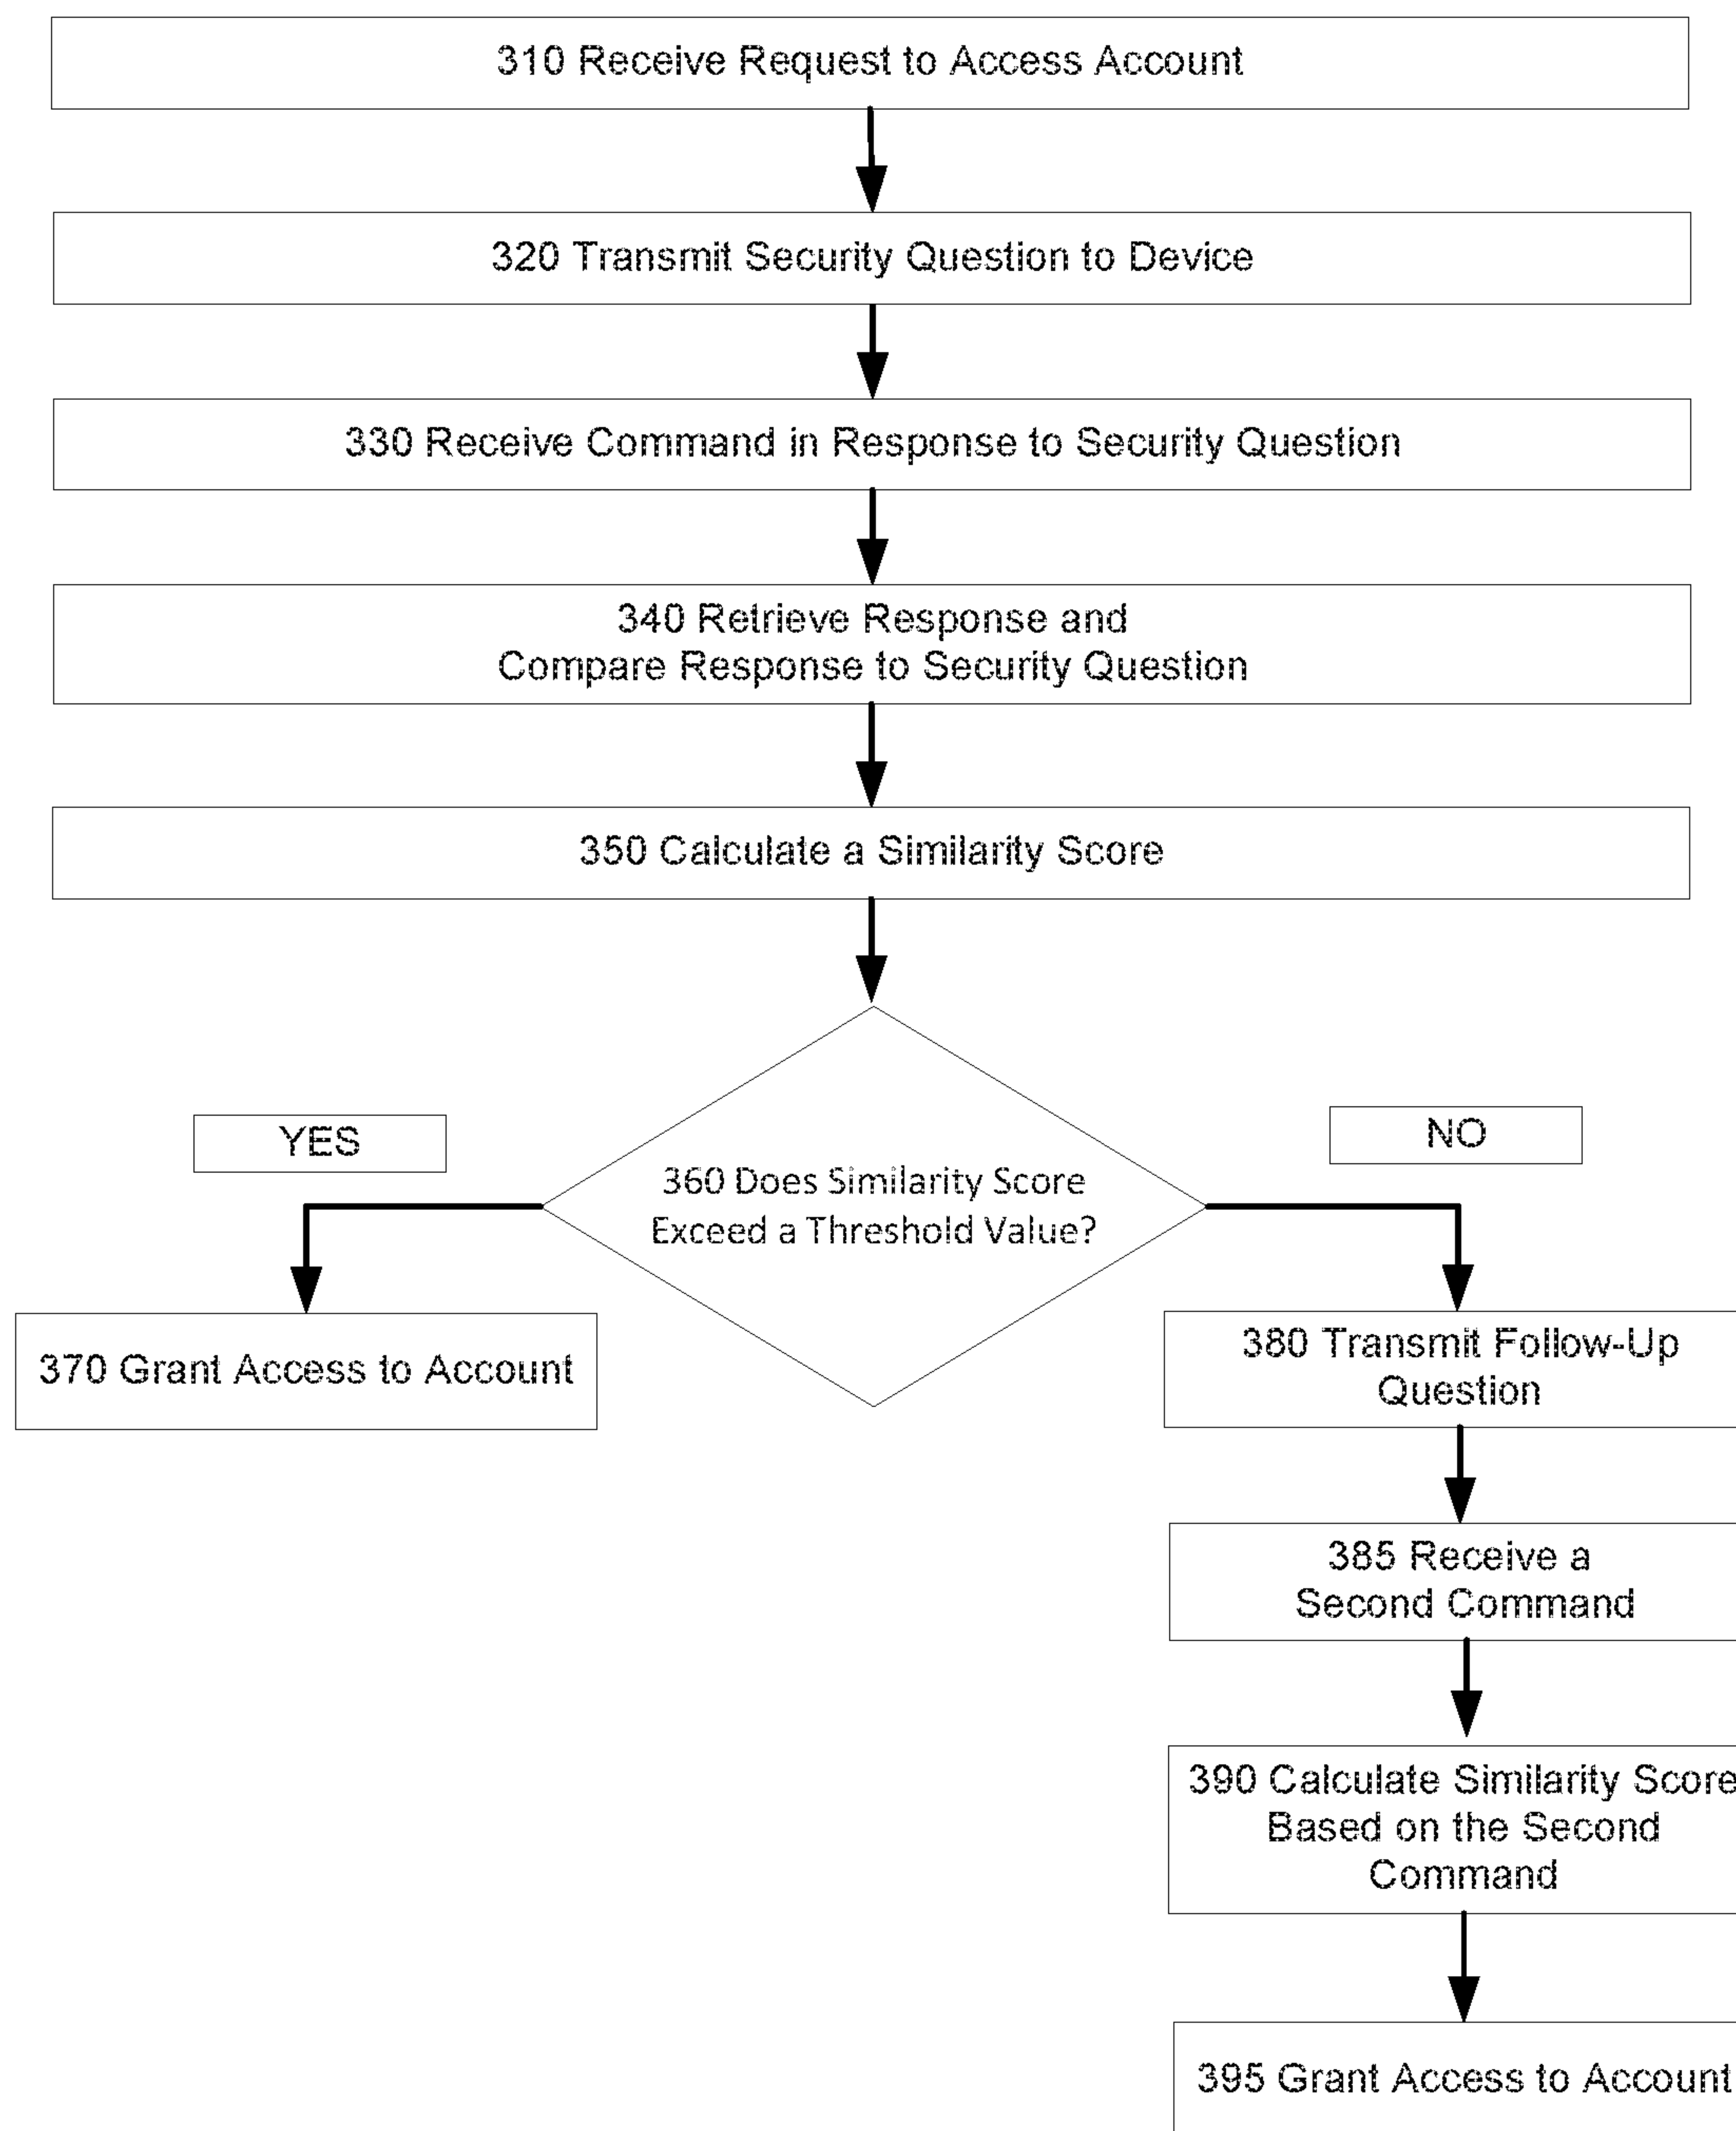 310 Receive Request to Access Account
320 Transmit Security Question to Device
330 Receive Command in Response to Security Question
340 Retrieve Response and
Compare Response to Security Question
350 Calculate a Similarity Score
360 Does Similarity Score
Exceed a Threshold Value?
YES
370 Grant Access to Account
NO
380 Transmit Follow-Up
Question
385 Receive a
Second Command
390 Calculate Similarity Score
Based on the Second
Command
395 Grant Access to Account